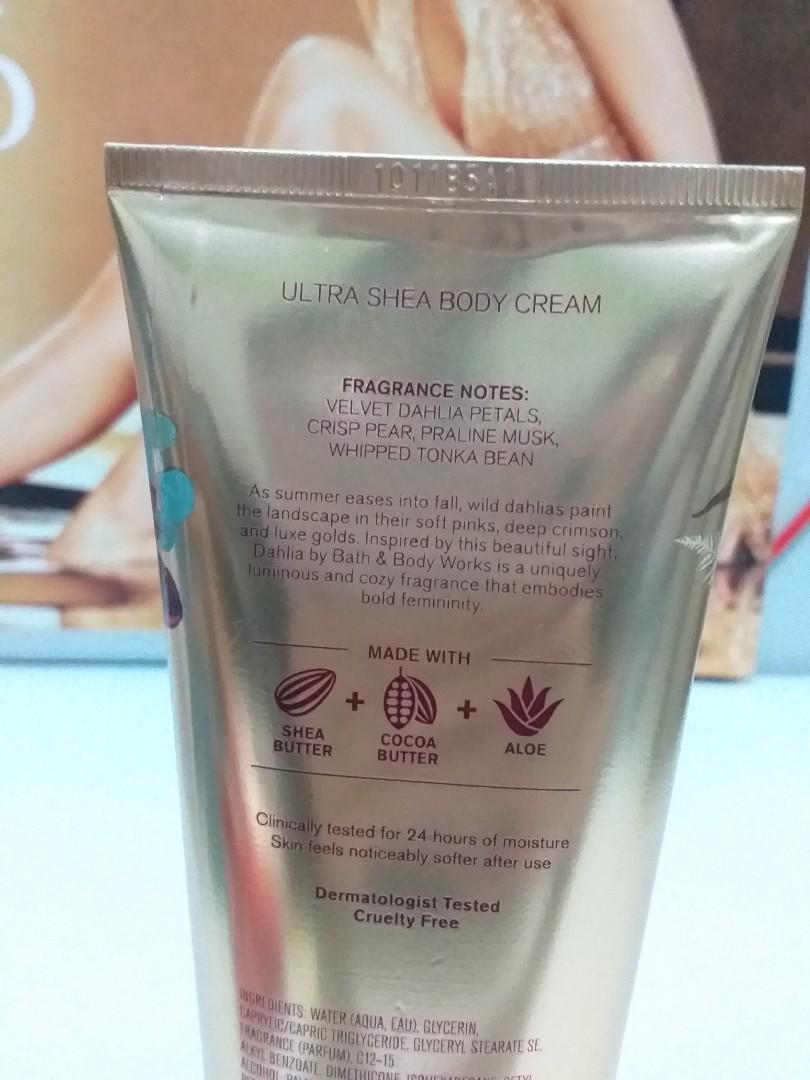 ULTRA SHEA BODY CREAM
FRAGRANCE NOTES:
VELVET DAHLIA PETALS,
CRISP PEAR, PRALINE MUSK,
WHIPPED TONKA BEAN
As summer eases into fall, wild dahlias paint
the landscape in their soft pinks, deep crimson,
and luxe golds. Inspired by this beautiful sight,
Dahlia by Bath & Body Works is a uniquely
luminous and cozy fragrance that embodies
bold femininity.
MADE WITH
SHEA BUTTER + COCOA BUTTER + ALOE
Clinically tested for 24 hours of moisture
Skin feels noticeably softer after use
Dermatologist Tested
Cruelty Free
INGREDIENTS: WATER (AQUA, EAU), GLYCERIN,
CAPRYLIC/CAPRIC TRIGLYCERIDE, GLYCERYL STEARATE SE,
FRAGRANCE (PARFUM), C12-15
ALKYL BENZOATE, DIMETHICONE, ISOHEXADECANE, CETYL